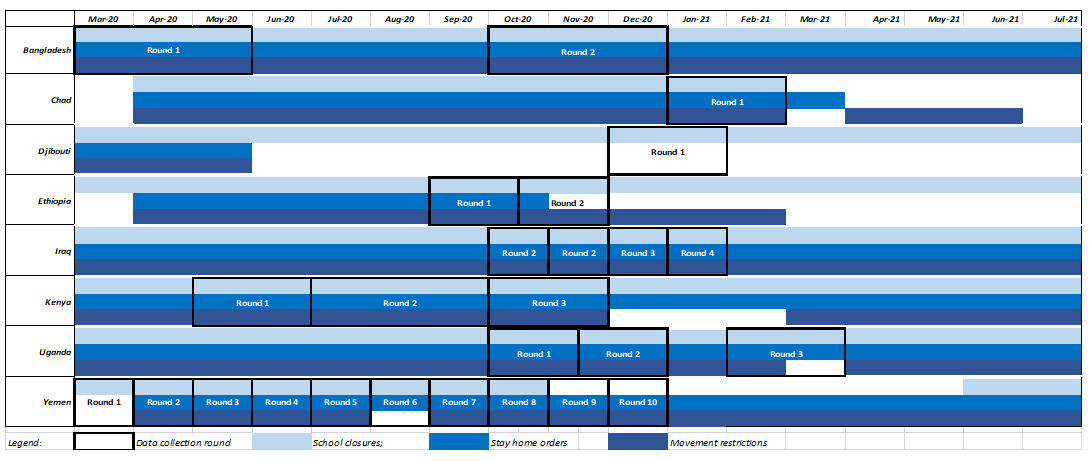 Mar-20 Apr-20 May-20 Jun-20 Jul-20 Aug-20 Sep-20 Oct-20 Nov-20 Dec-20 Jan-21 Feb-21 Mar-21 Apr-21 May-21 Jun-21 Jul-21
Bangladesh Round 1 Round 2
Chad Round 1
Djibouti Round 1
Ethiopia Round 1 Round 2
Iraq Round 2 Round 2 Round 3 Round 4
Kenya Round 1 Round 2 Round 3
Uganda Round 1 Round 2 Round 3
Yemen Round 1 Round 2 Round 3 Round 4 Round 5 Round 6 Round 7 Round 8 Round 9 Round 10
Legend: Data collection round School closures; Stay home orders Movement restrictions